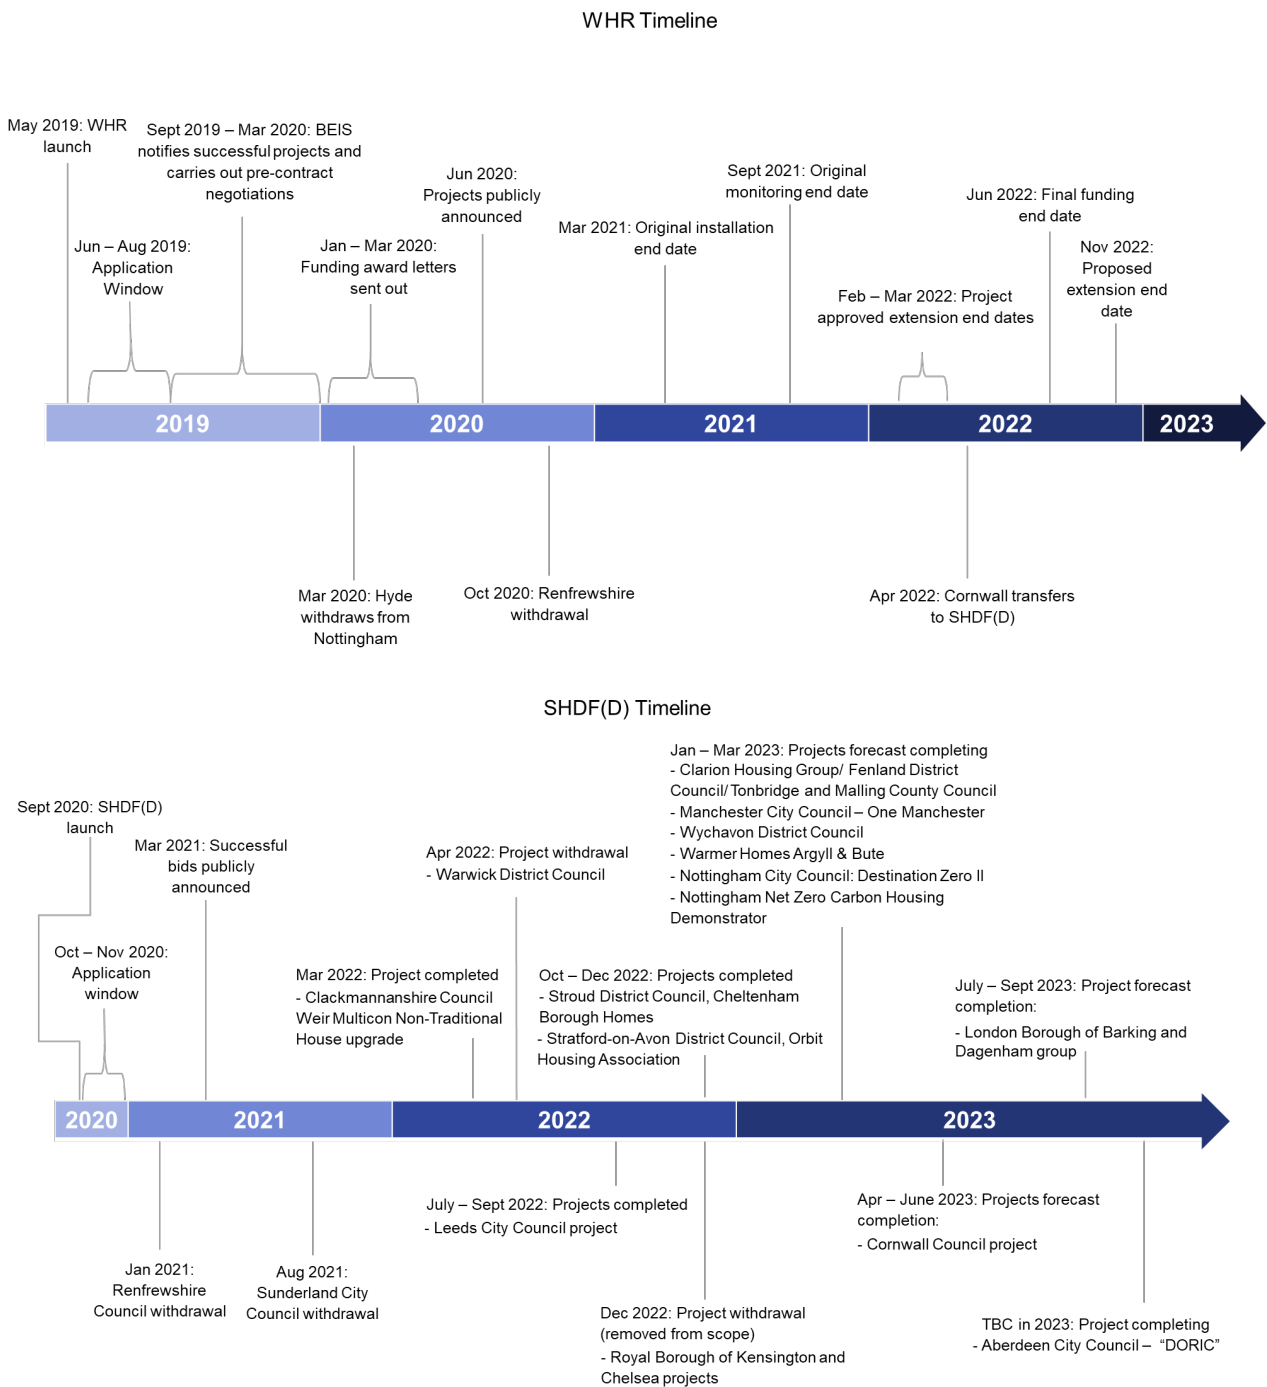 WHR Timeline
May 2019: WHR
launch
Sept 2019 – Mar 2020: BEIS
notifies successful projects and
carries out pre-contract
negotiations
Jun – Aug 2019:
Application
Window
Jan – Mar 2020:
Funding award letters
sent out
Jun 2020:
Projects publicly
announced
Mar 2021: Original installation
end date
Sept 2021: Original
monitoring end date
Feb – Mar 2022: Project
approved extension end dates
Jun 2022: Final funding
end date
Nov 2022:
Proposed
extension end
date
2019
2020
2021
2022
2023
Mar 2020: Hyde
withdraws from
Nottingham
Oct 2020: Renfrewshire
withdrawal
Apr 2022: Cornwall transfers
to SHDF(D)
SHDF(D) Timeline
Sept 2020: SHDF(D)
launch
Oct – Nov 2020:
Application
window
Mar 2021: Successful
bids publicly
announced
Mar 2022: Project completed
- Clackmannanshire Council
Weir Multicon Non-Traditional
House upgrade
Apr 2022: Project withdrawal
- Warwick District Council
Oct – Dec 2022: Projects completed
- Stroud District Council, Cheltenham
Borough Homes
- Stratford-on-Avon District Council, Orbit
Housing Association
Jan – Mar 2023: Projects forecast completing
- Clarion Housing Group/ Fenland District
Council/ Tonbridge and Malling County Council
- Manchester City Council – One Manchester
- Wychavon District Council
- Warmer Homes Argyll & Bute
- Nottingham City Council: Destination Zero II
- Nottingham Net Zero Carbon Housing
Demonstrator
July – Sept 2023: Project forecast
completion:
- London Borough of Barking and
Dagenham group
2020
2021
2022
2023
Jan 2021:
Renfrewshire
Council withdrawal
Aug 2021:
Sunderland City
Council withdrawal
July – Sept 2022: Projects completed
- Leeds City Council project
Dec 2022: Project withdrawal
(removed from scope)
- Royal Borough of Kensington and
Chelsea projects
Apr – June 2023: Projects forecast
completion:
- Cornwall Council project
TBC in 2023: Project completing
- Aberdeen City Council – “DORIC”